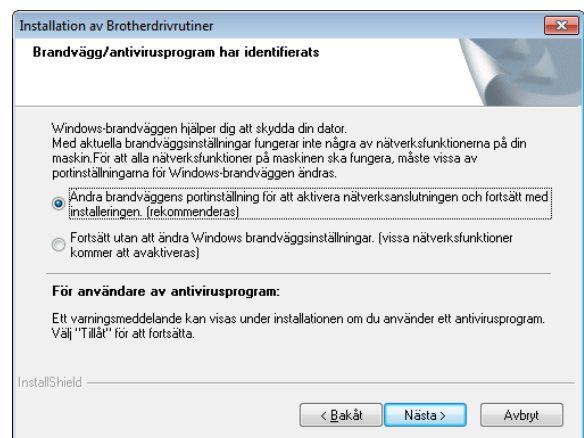 Installation av Brotherdrivrutiner
Brandvägg/antivirusprogram har identifierats
Windows-brandväggen hjälper dig att skydda din dator.
Med aktuella brandväggsinställningar fungerar inte några av nätverksfunktionerna på din
maskin.För att alla nätverksfunktioner på maskinen ska fungera, måste vissa av
portinställningarna för Windows-brandväggen ändras.
Ändra brandväggens portinställning för att aktivera nätverksanslutningen och fortsätt med
installeringen. (rekommenderas)
Fortsätt utan att ändra Windows brandväggsinställningar. (vissa nätverksfunktioner
kommer att avaktiveras)
För användare av antivirusprogram:
Ett varningsmeddelande kan visas under installationen om du använder ett antivirusprogram.
Välj "Tillåt" för att fortsätta.
InstallShield
< Bakåt Nästa > Avbryt